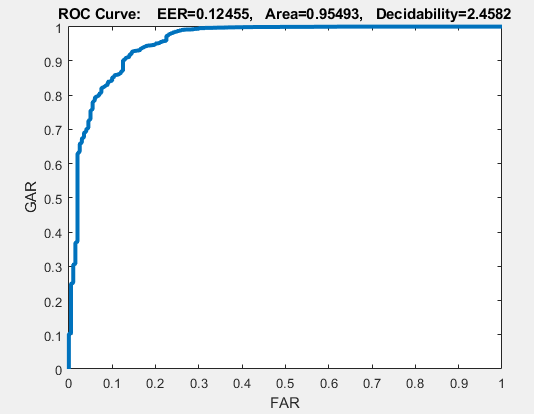 ROC Curve: EER=0.12455, Area=0.95493, Decidability=2.4582
1
0.9
0.8
0.7
0.6
0.5
0.4
0.3
0.2
0.1
0
GAR
0 0.1 0.2 0.3 0.4 0.5 0.6 0.7 0.8 0.9 1
FAR